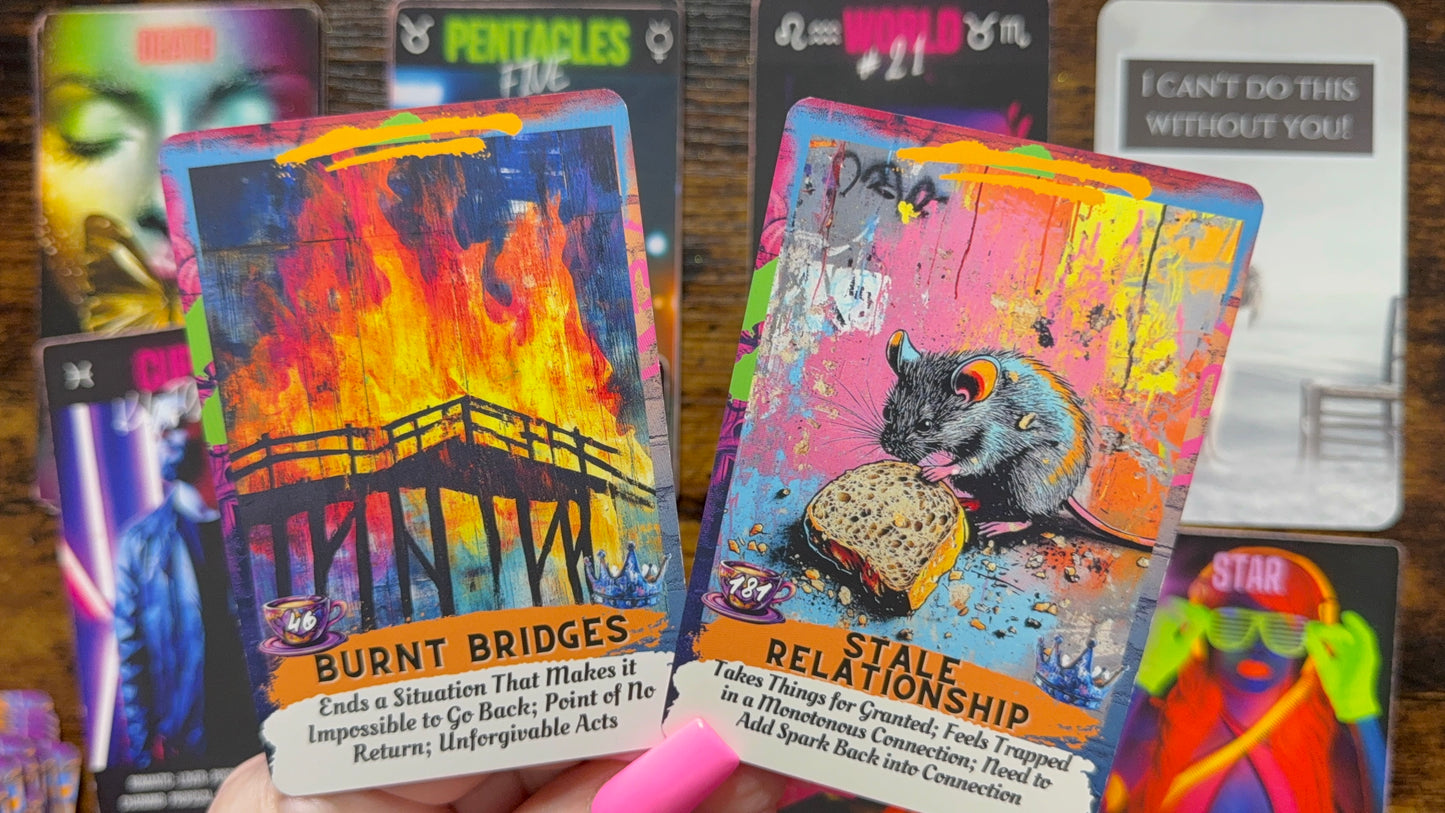 DEATH
PENTACLES
FIVE
WORLD
#21
I CAN'T DO THIS
WITHOUT YOU!
46
BURNT BRIDGES
Ends a Situation That Makes it
Impossible to Go Back; Point of No
Return; Unforgivable Acts
181
STALE
RELATIONSHIP
Takes Things for Granted; Feels Trapped
in a Monotonous Connection; Need to
Add Spark Back into Connection
STAR